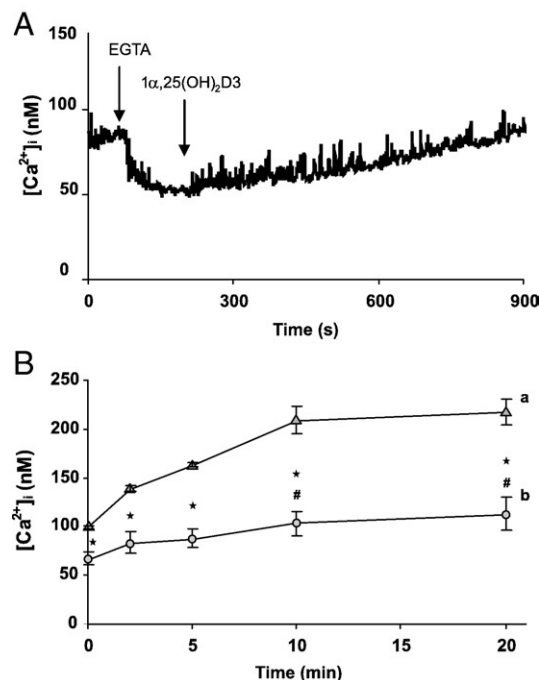 A
150
EGTA
1α,25(OH)₂D3
100
[Ca²⁺]i (nM)
50
0
0
300
600
900
Time (s)
B
250
a
200
150
★
★
★
★
#
#
b
[Ca²⁺]i (nM)
100
★
50
0
0
5
10
15
20
Time (min)